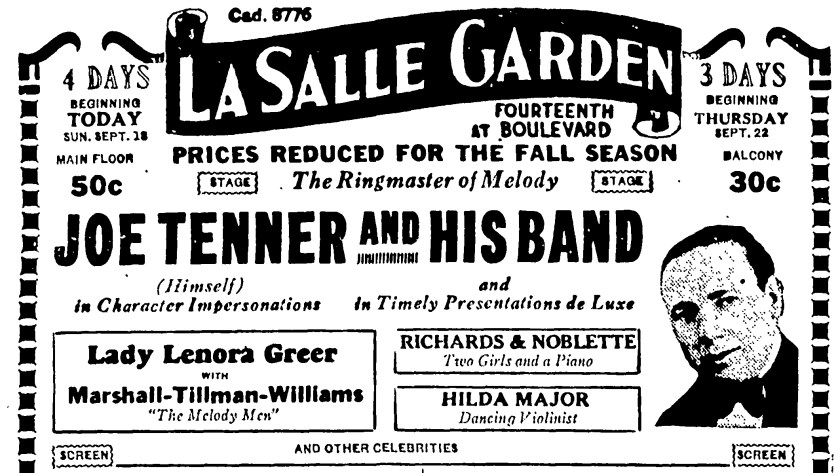 Cad. 8776
LASALLE GARDEN
FOURTEENTH
AT BOULEVARD
4 DAYS
BEGINNING
TODAY
SUN. SEPT. 18
MAIN FLOOR
50c
3 DAYS
BEGINNING
THURSDAY
SEPT. 22
BALCONY
30c
PRICES REDUCED FOR THE FALL SEASON
STAGE The Ringmaster of Melody STAGE
JOE TENNER AND HIS BAND
(Himself)
in Character Impersonations
and
in Timely Presentations de Luxe
Lady Lenora Greer
WITH
Marshall-Tillman-Williams
"The Melody Men"
RICHARDS & NOBLETTE
Two Girls and a Piano
HILDA MAJOR
Dancing Violinist
AND OTHER CELEBRITIES
SCREEN SCREEN